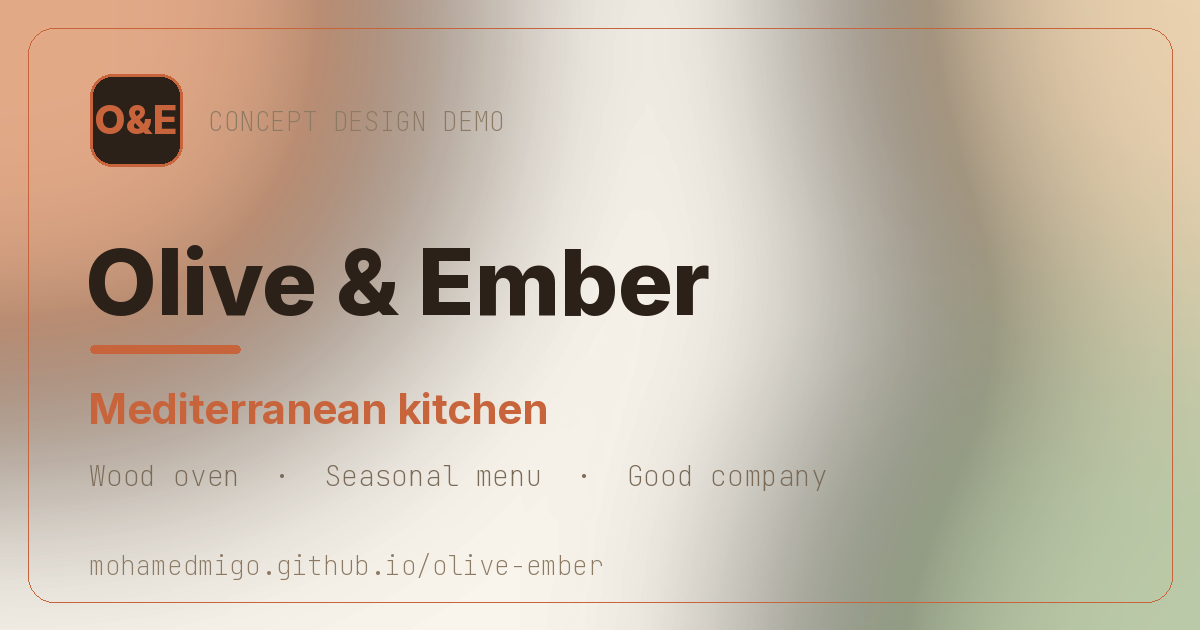 O&E
CONCEPT DESIGN DEMO
Olive & Ember
Mediterranean kitchen
Wood oven · Seasonal menu · Good company
mohamedmigo.github.io/olive-ember